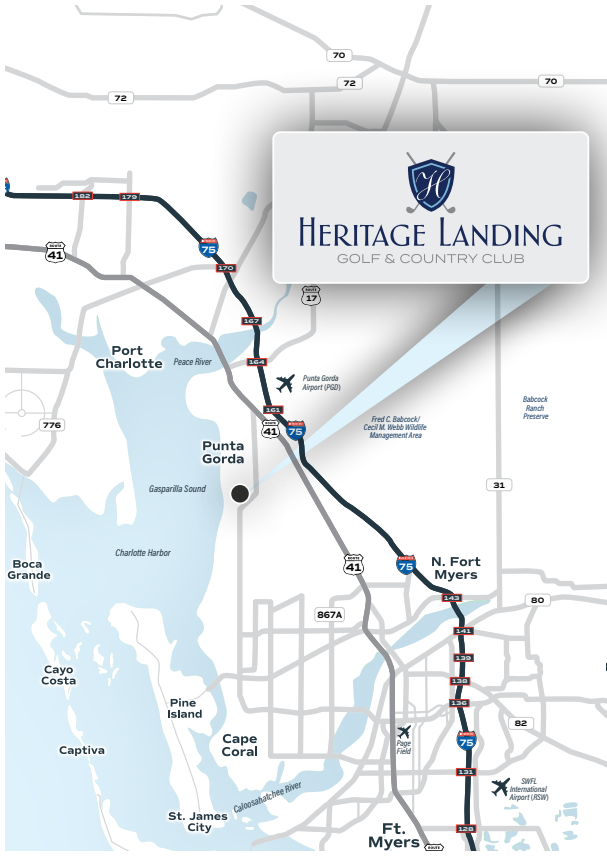 70
72
70
72
H
HERITAGE LANDING
GOLF & COUNTRY CLUB
182
179
ROUTE
41
75
170
17
167
Port
Charlotte
Peace River
164
Punta Gorda
Airport (PGD)
161
ROUTE
41
75
776
Fred C. Babcock/
Cecil M. Webb Wildlife
Management Area
Babcock
Ranch
Preserve
Punta
Gorda
Gasparilla Sound
31
Charlotte Harbor
Boca
Grande
ROUTE
41
75
N. Fort
Myers
143
80
867A
141
139
138
136
Cayo
Costa
Pine
Island
82
Cape
Coral
Page
Field
75
Captiva
131
SWFL
International
Airport (RSW)
Caloosahatchee River
St. James
City
Ft.
Myers
128
ROUTE